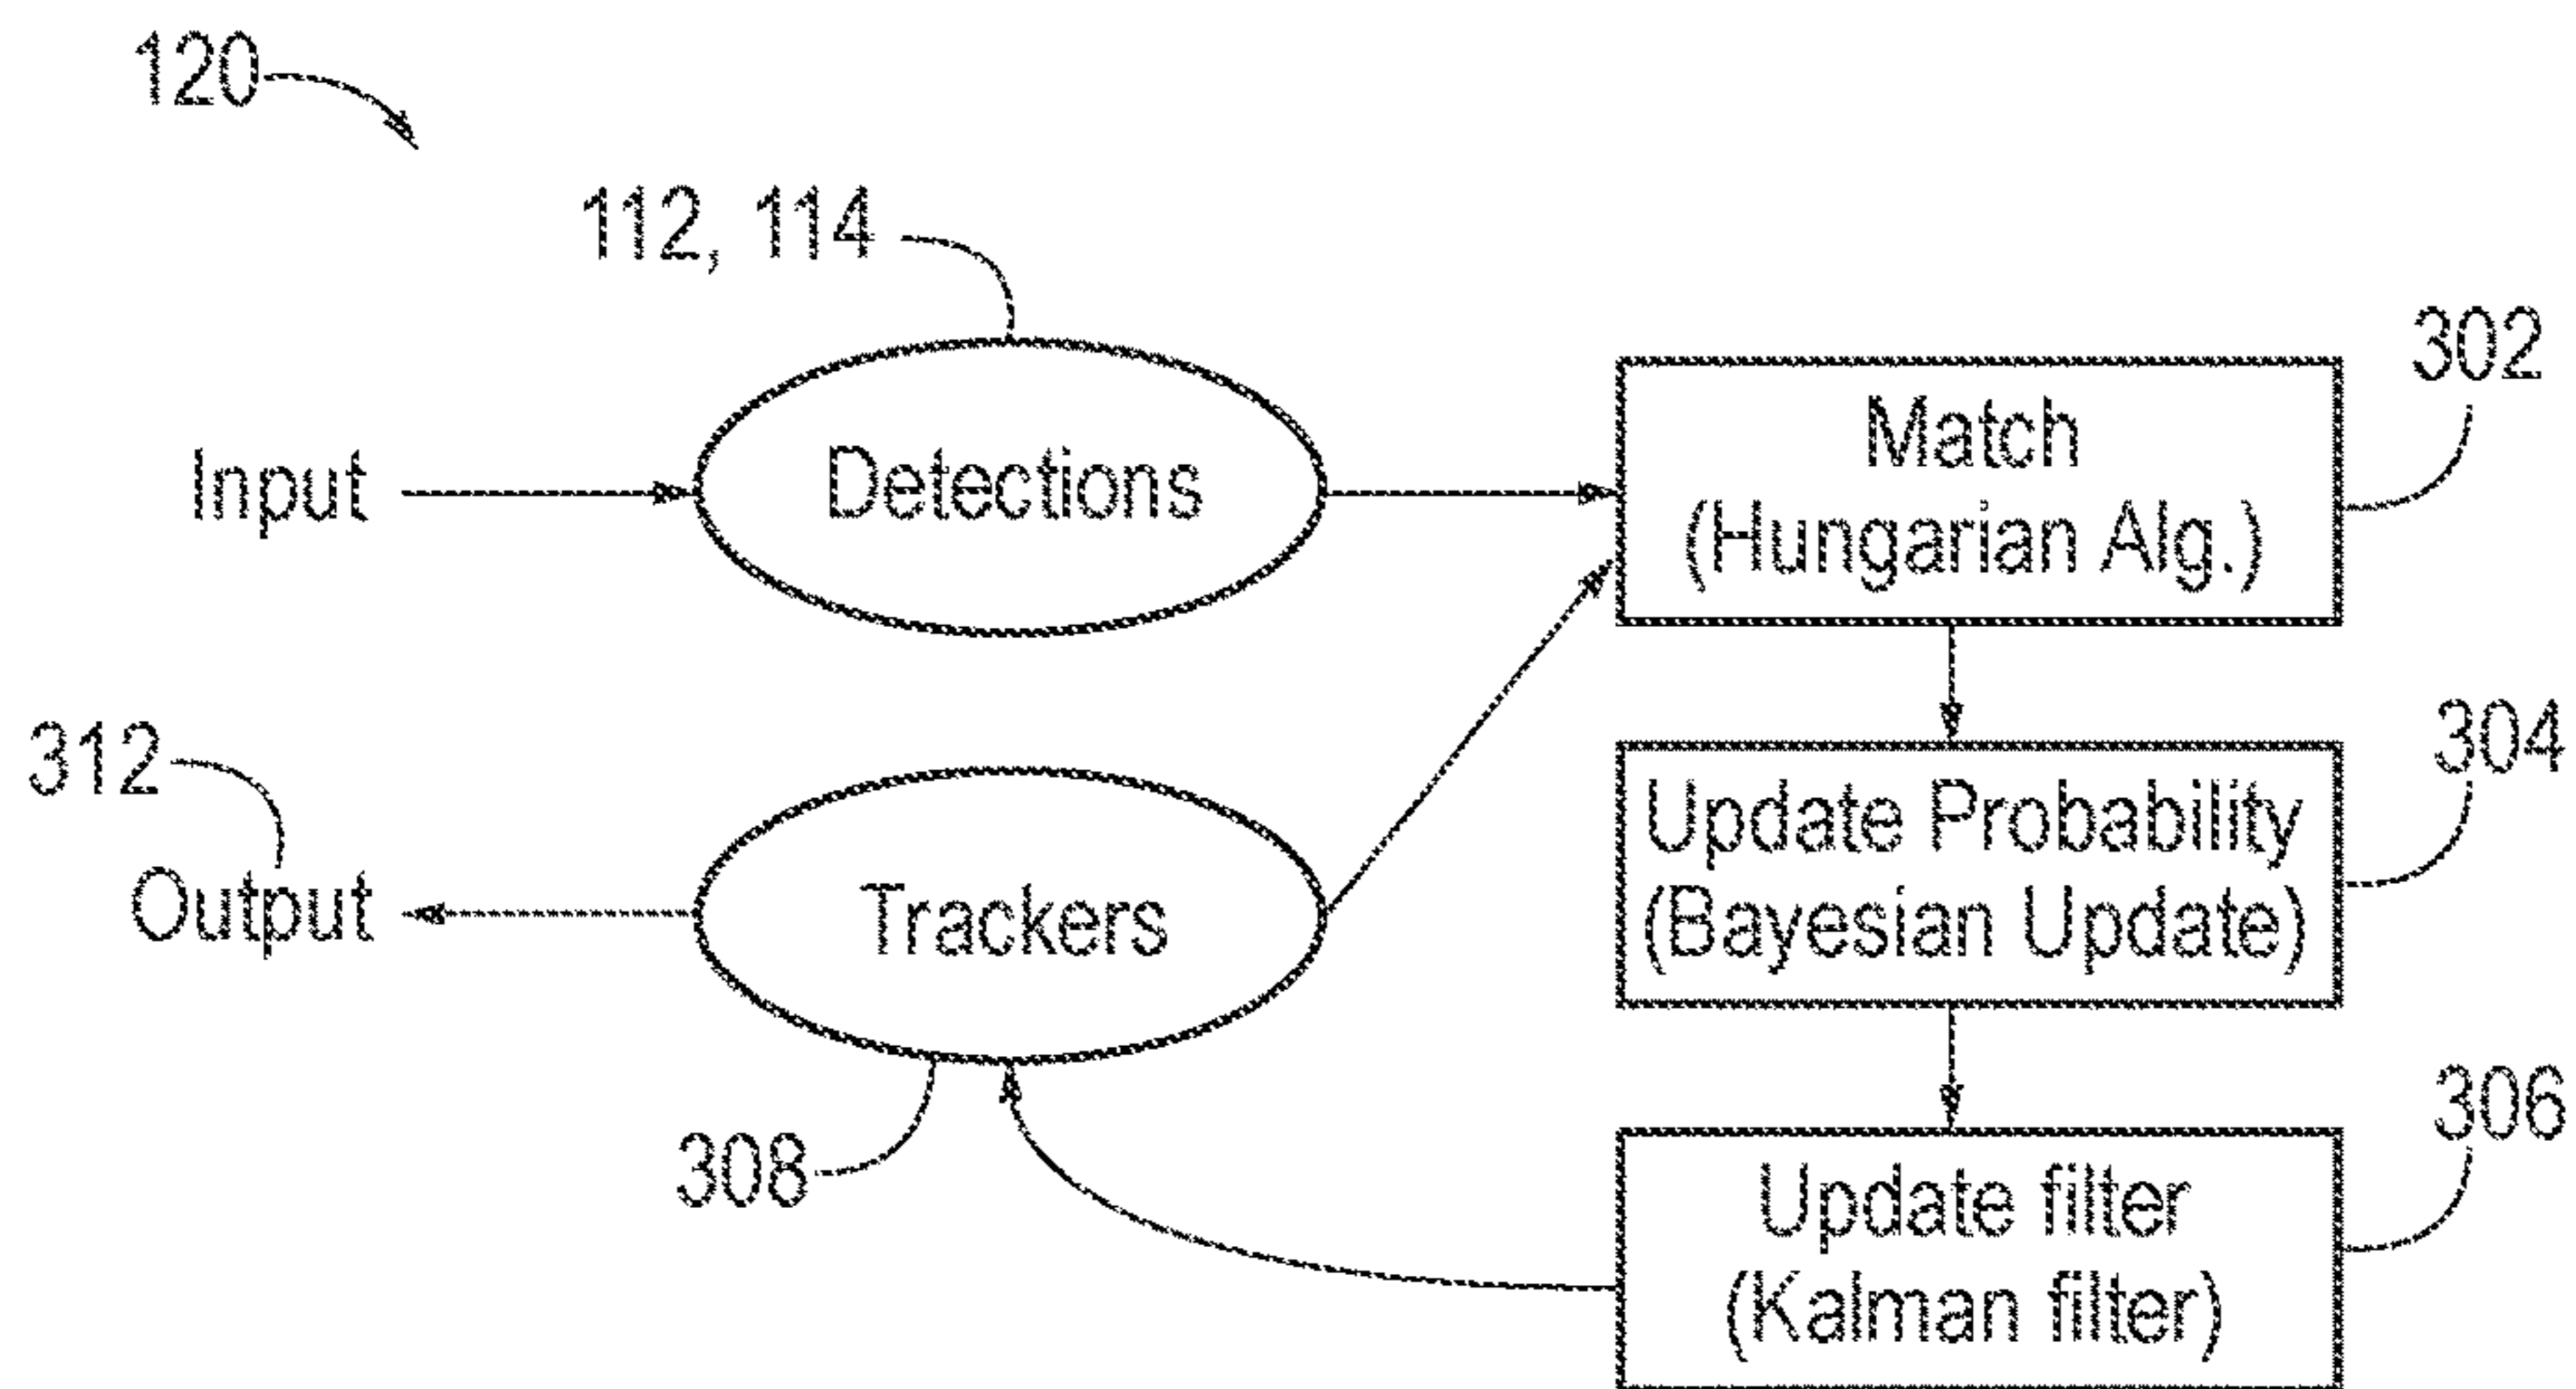 120
112, 114
Input
Detections
Match
(Hungarian Alg.)
302
312
Output
Trackers
Update Probability
(Bayesian Update)
304
308
Update filter
(Kalman filter)
306